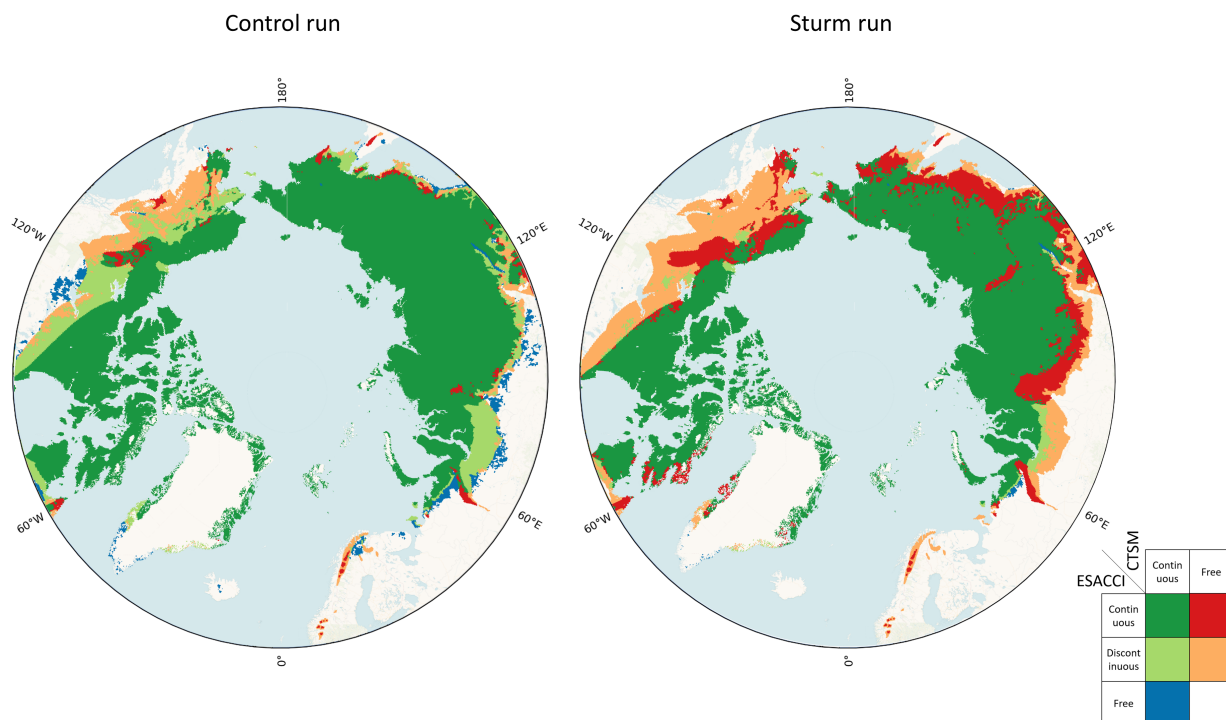 Control run
Sturm run
180°
180°
120°W
120°E
120°W
120°E
60°W
60°E
60°W
60°E
0°
0°
CTSM
ESACCI
Contin
uous
Free
Contin
uous
Discont
inuous
Free